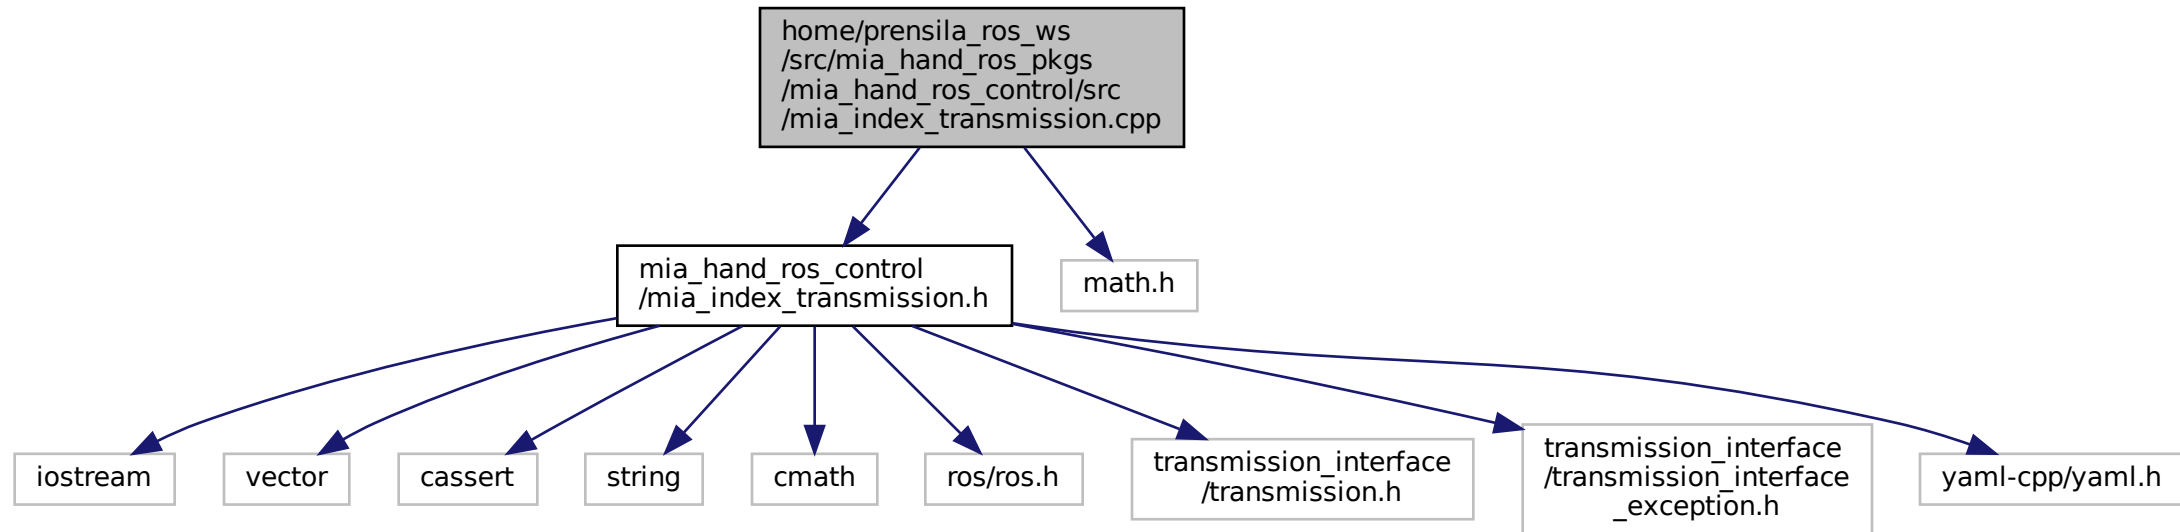 home/prensila_ros_ws
/src/mia_hand_ros_pkgs
/mia_hand_ros_control/src
/mia_index_transmission.cpp
mia_hand_ros_control
/mia_index_transmission.h
math.h
iostream
vector
cassert
string
cmath
ros/ros.h
transmission_interface
/transmission.h
transmission_interface
/transmission_interface
_exception.h
yaml-cpp/yaml.h